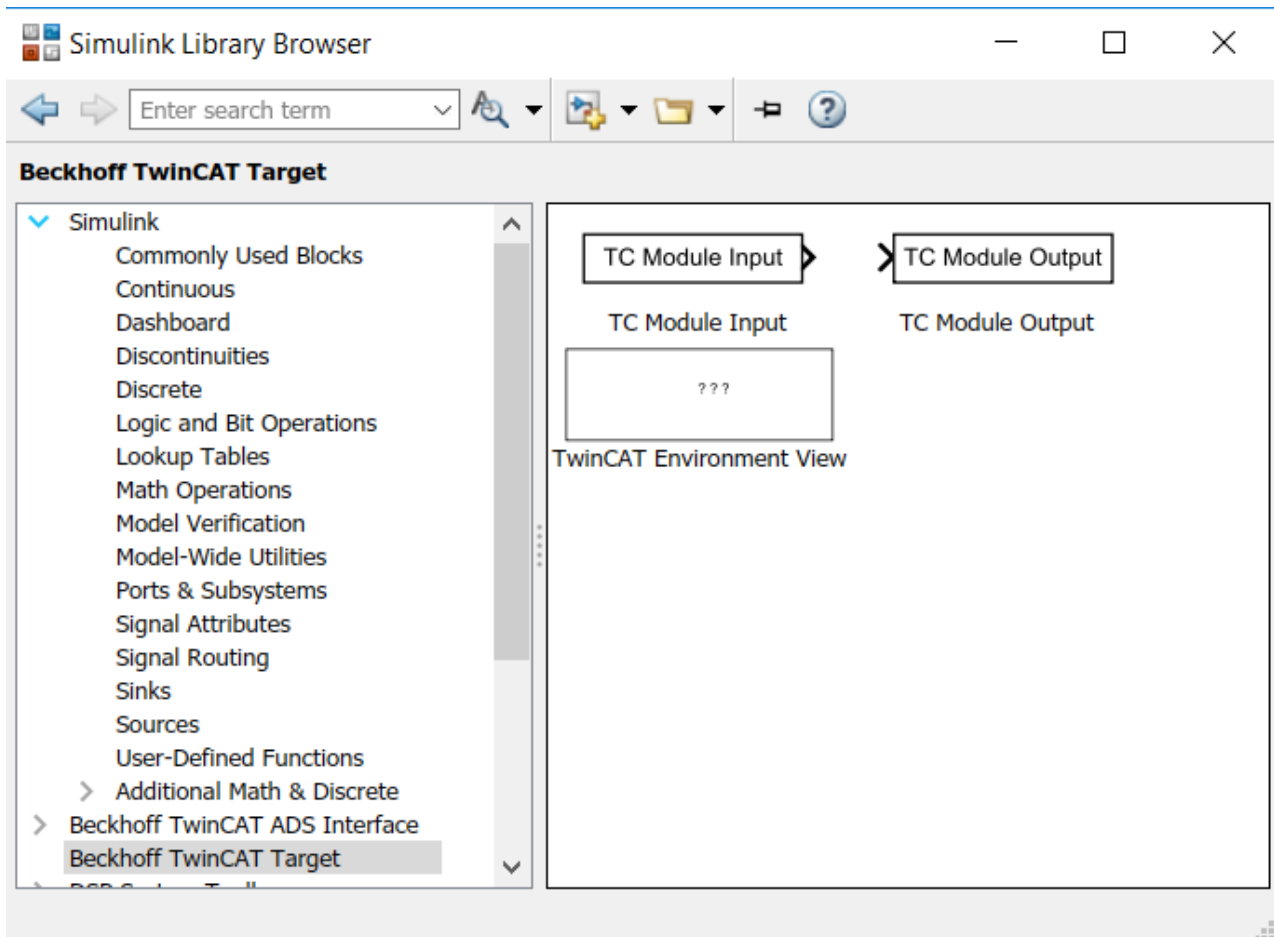 Simulink Library Browser
Enter search term
Beckhoff TwinCAT Target
Simulink
Commonly Used Blocks
Continuous
Dashboard
Discontinuities
Discrete
Logic and Bit Operations
Lookup Tables
Math Operations
Model Verification
Model-Wide Utilities
Ports & Subsystems
Signal Attributes
Signal Routing
Sinks
Sources
User-Defined Functions
Additional Math & Discrete
Beckhoff TwinCAT ADS Interface
Beckhoff TwinCAT Target
TC Module Input
TC Module Output
TC Module Input
TC Module Output
???
TwinCAT Environment View